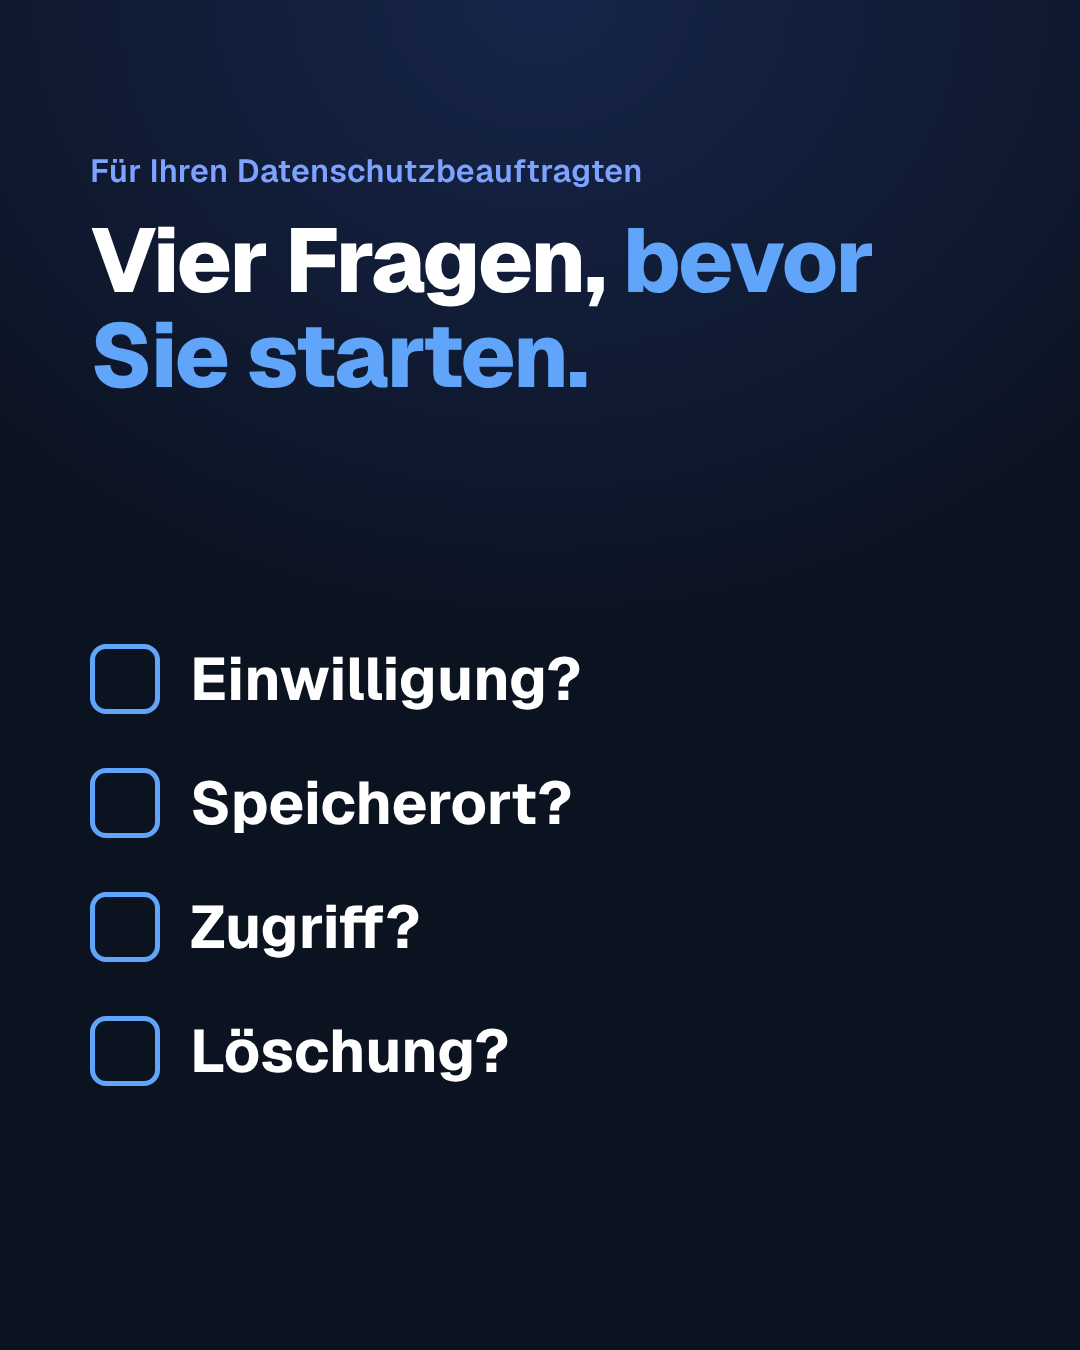 Für Ihren Datenschutzbeauftragten
Vier Fragen, bevor
Sie starten.
Einwilligung?
Speicherort?
Zugriff?
Löschung?